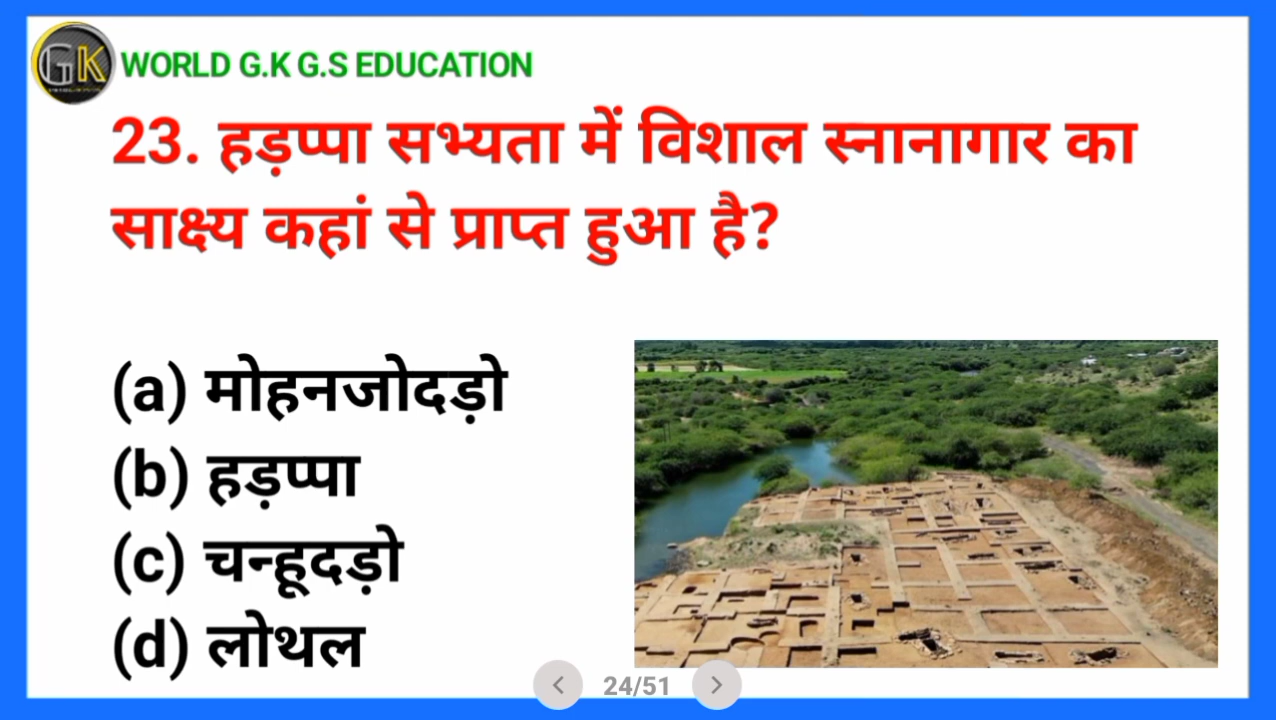 GK
WORLD G.K G.S EDUCATION
23. हड़प्पा सभ्यता में विशाल स्नानागार का
साक्ष्य कहां से प्राप्त हुआ है?
(a) मोहनजोदड़ो
(b) हड़प्पा
(c) चन्हूदड़ो
(d) लोथल
24/51